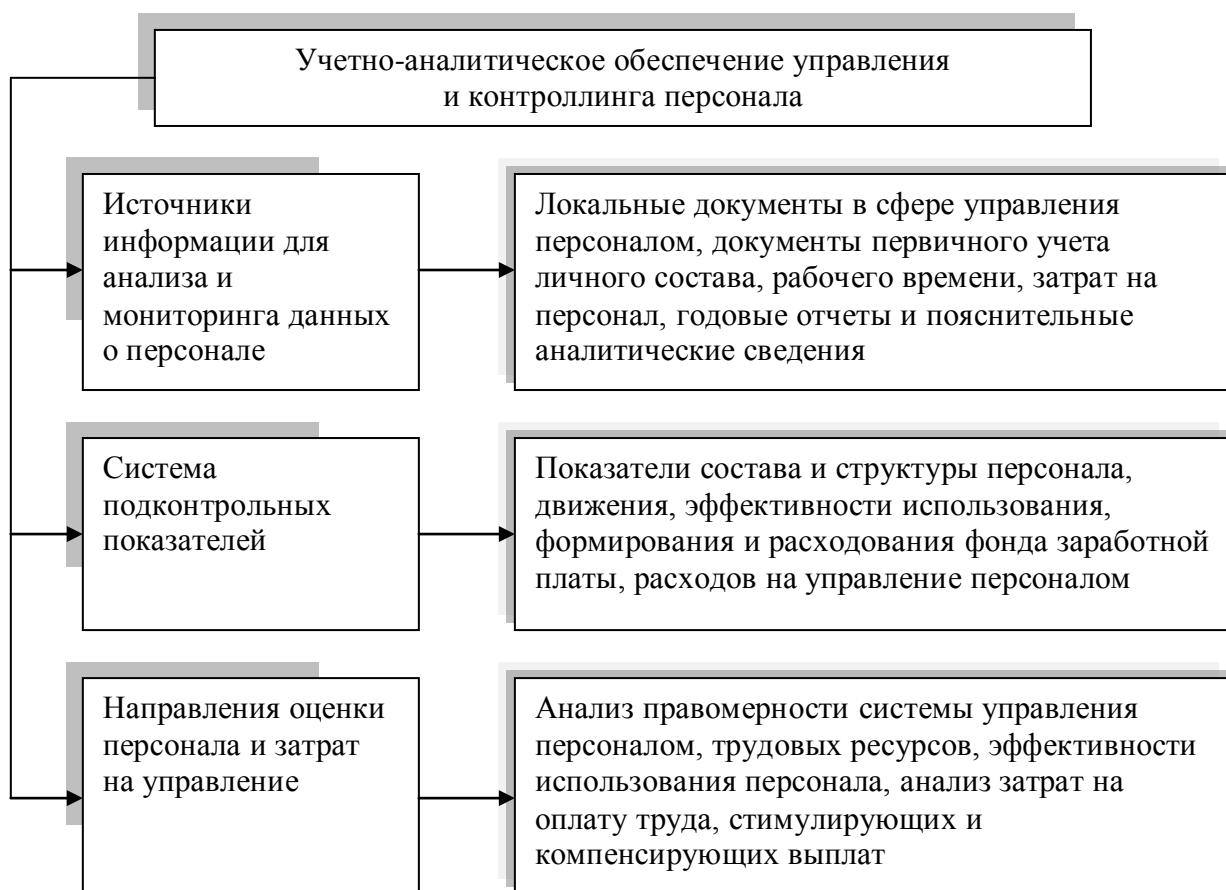 Учетно-аналитическое обеспечение управления
и контроллинга персонала
Источники
информации для
анализа и
мониторинга данных
о персонале
Локальные документы в сфере управления
персоналом, документы первичного учета
личного состава, рабочего времени, затрат на
персонал, годовые отчеты и пояснительные
аналитические сведения
Система
подконтрольных
показателей
Показатели состава и структуры персонала,
движения, эффективности использования,
формирования и расходования фонда заработной
платы, расходов на управление персоналом
Направления оценки
персонала и затрат
на управление
Анализ правомерности системы управления
персоналом, трудовых ресурсов, эффективности
использования персонала, анализ затрат на
оплату труда, стимулирующих и
компенсирующих выплат